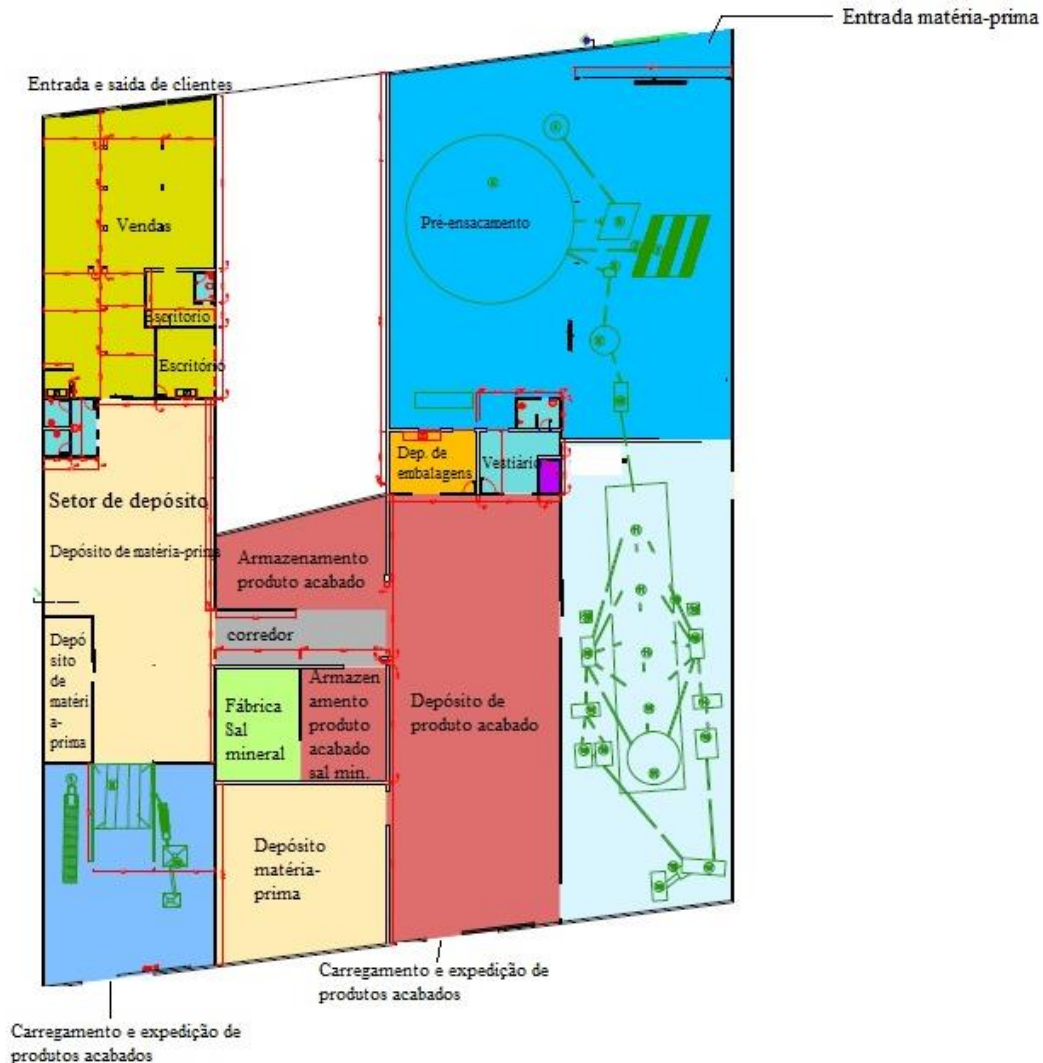 Entrada matéria-prima
Entrada e saída de clientes
Vendas
Pré-ensacamento
Escritório
Escritório
Dep. de
embalagens
Vestiário
Setor de depósito
Depósito de matéria-prima
Armazenamento
produto acabado
corredor
Depó
sito
de
matéri
a-
prima
Fábrica
Sal
mineral
Armazen
amento
produto
acabado
sal min.
Depósito de
produto acabado
Depósito
matéria-
prima
Carregamento e expedição de
produtos acabados
Carregamento e expedição de
produtos acabados